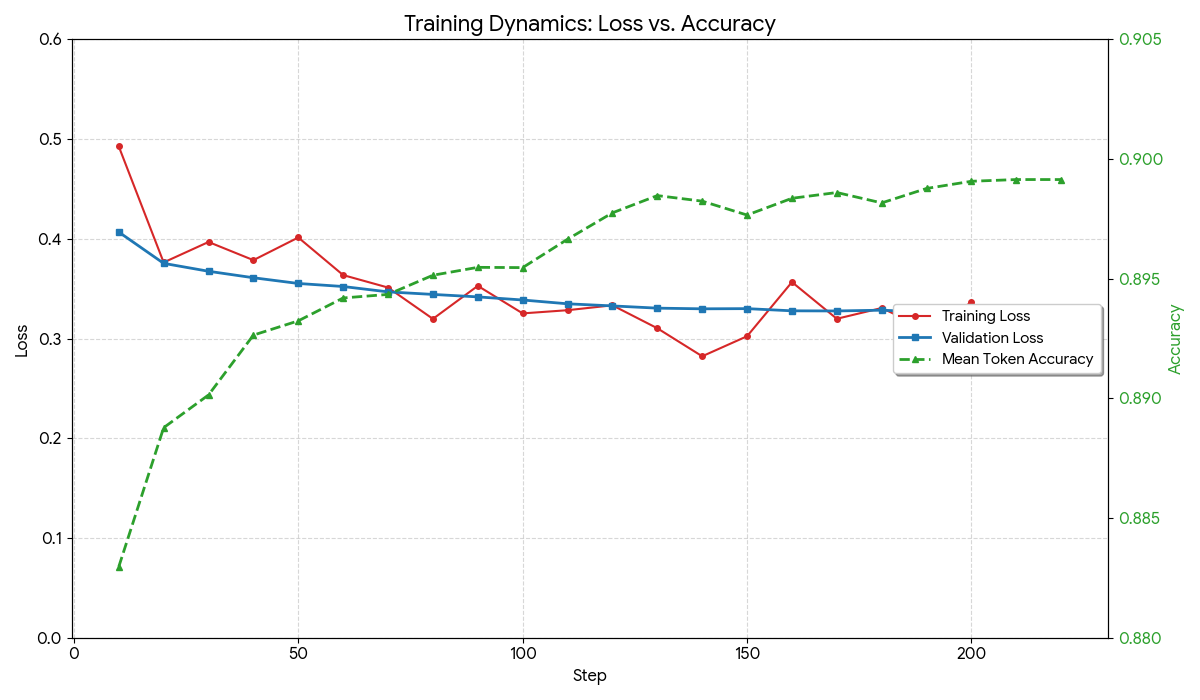 Training Dynamics: Loss vs. Accuracy
0.6
0.5
0.4
0.3
0.2
0.1
0.0
Loss
0
50
100
150
200
Step
0.905
0.900
0.895
0.890
0.885
0.880
Accuracy
Training Loss
Validation Loss
Mean Token Accuracy